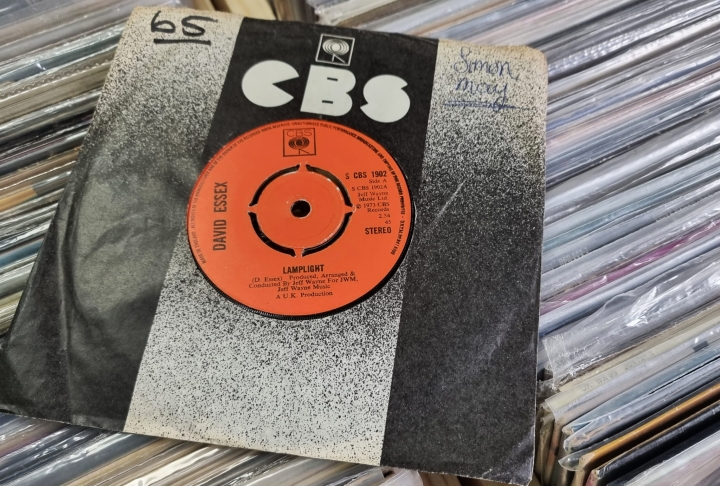 65
CBS
Simon
CBS
S CBS 1902
Side A
S CBS 1902A
Jeff Wayne
Music Ltd.
℗ 1973 CBS
Records
2.54
45
STEREO
DAVID ESSEX
LAMPLIGHT
(D. Essex) Produced, Arranged &
Conducted By Jeff Wayne For JWM,
Jeff Wayne Music
A U.K. Production